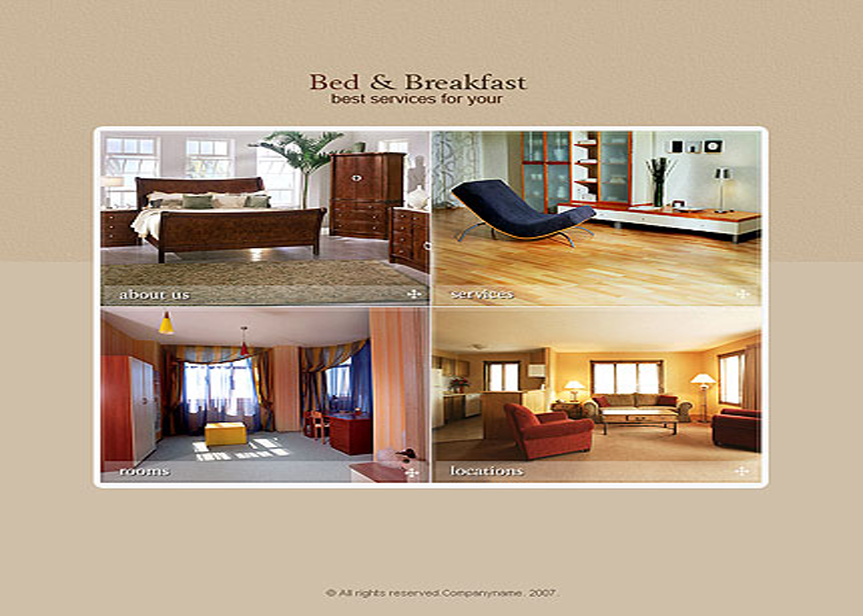 Bed & Breakfast
best services for your
about us
services
rooms
locations
© All rights reserved.Companyname. 2007.